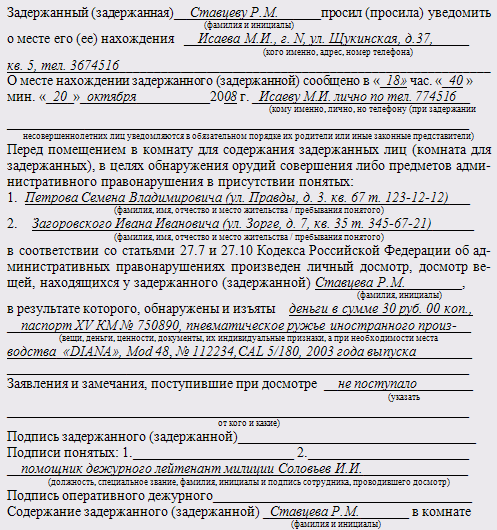 Задержанный (задержанная) Ставцеву Р.М. просил (просила) уведомить
(фамилия и инициалы)
о месте его (ее) нахождения Исаева М.И., г. N, ул. Щукинская, д.37,
(кого именно, адрес, номер телефона)
кв. 5, тел. 3674516
О месте нахождении задержанного (задержанной) сообщено в « 18» час. « 40 »
мин. « 20 » октября 2008 г. Исаеву М.И. лично по тел. 774516
(кому именно, лично, но телефону (при задержании
несовершеннолетних лиц уведомляются в обязательном порядке их родители или иные законные представители)
Перед помещением в комнату для содержания задержанных лиц (комната для
задержанных), в целях обнаружения орудий совершения либо предметов адми-
нистративного правонарушения в присутствии понятых:
1. Петрова Семена Владимировича (ул. Правды, д. 3. кв. 67 т. 123-12-12)
(фамилия, имя, отчество и место жительства / пребывания понятого)
2. Загоровского Ивана Ивановича (ул. Зорге, д. 7, кв. 35 т. 345-67-21)
(фамилия, имя, отчество и место жительства / пребывания понятого)
в соответствии со статьями 27.7 и 27.10 Кодекса Российской Федерации об ад-
министративных правонарушениях произведен личный досмотр, досмотр ве-
щей, находящихся у задержанного (задержанной) Ставцева Р.М.,
(фамилия, инициалы)
в результате которого, обнаружены и изъяты деньги в сумме 30 руб. 00 коп.,
паспорт XV КМ № 750890, пневматическое ружье иностранного произ-
(вещи, деньги, ценности, документы, их индивидуальные признаки, а при необходимости места
водства «DIANA», Mod 48, № 112234,CAL 5/180, 2003 года выпуска
Заявления и замечания, поступившие при досмотре не поступало
(указать
от кого и какие)
Подпись задержанного (задержанной)
Подписи понятых: 1. 2.
помощник дежурного лейтенант милиции Соловьев И.И.
(должность, специальное звание, фамилия, инициалы и подпись сотрудника, проводившего досмотр)
Подпись оперативного дежурного
Содержание задержанного (задержанной) Ставцева Р.М. в комнате
(фамилия и инициалы)